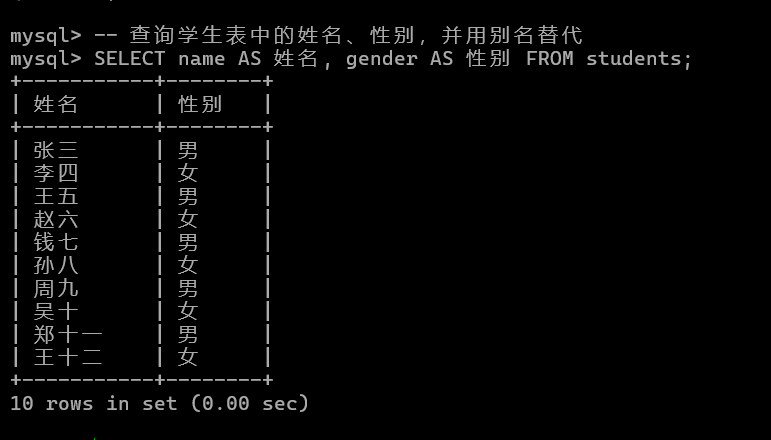 mysql> -- 查询学生表中的姓名、性别，并用别名替代
mysql> SELECT name AS 姓名, gender AS 性别 FROM students;
+-----------+--------+
| 姓名      | 性别   |
+-----------+--------+
| 张三      | 男     |
| 李四      | 女     |
| 王五      | 男     |
| 赵六      | 女     |
| 钱七      | 男     |
| 孙八      | 女     |
| 周九      | 男     |
| 吴十      | 女     |
| 郑十一    | 男     |
| 王十二    | 女     |
+-----------+--------+
10 rows in set (0.00 sec)